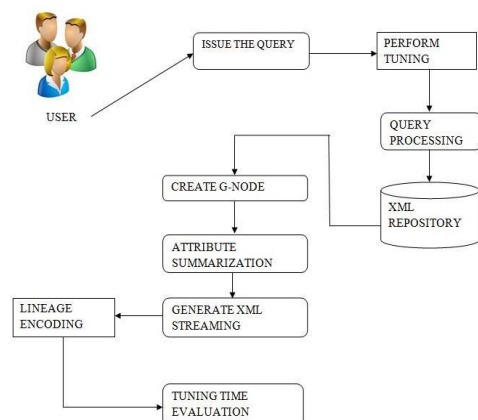 ISSUE THE QUERY
PERFORM
TUNING
USER
QUERY
PROCESSING
CREATE G-NODE
XML
REPOSITORY
ATTRIBUTE
SUMMARIZATION
LINEAGE
ENCODING
GENERATE XML
STREAMING
TUNING TIME
EVALUATION